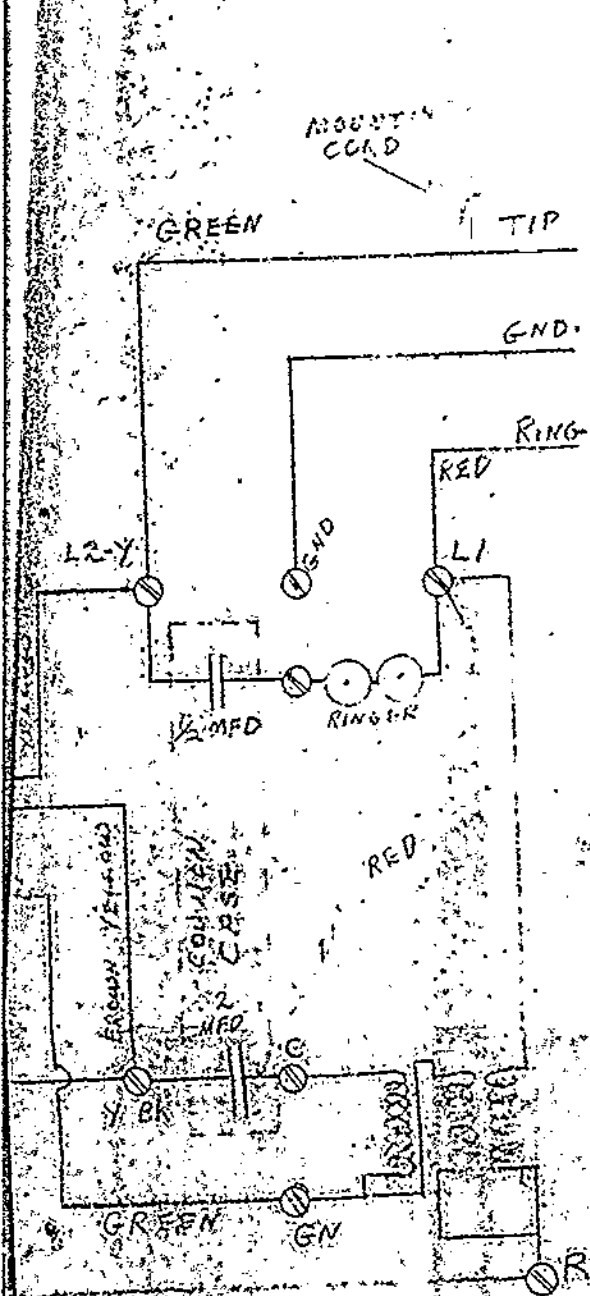 CORD
GREEN
TIP
GND.
RING
RED
L2-Y
GND
L1
1/2 MFD
RINGER
RED
BROWN YELLOW
COMMON
CASE
2
MFD
C
Y BK
GREEN
GN
R